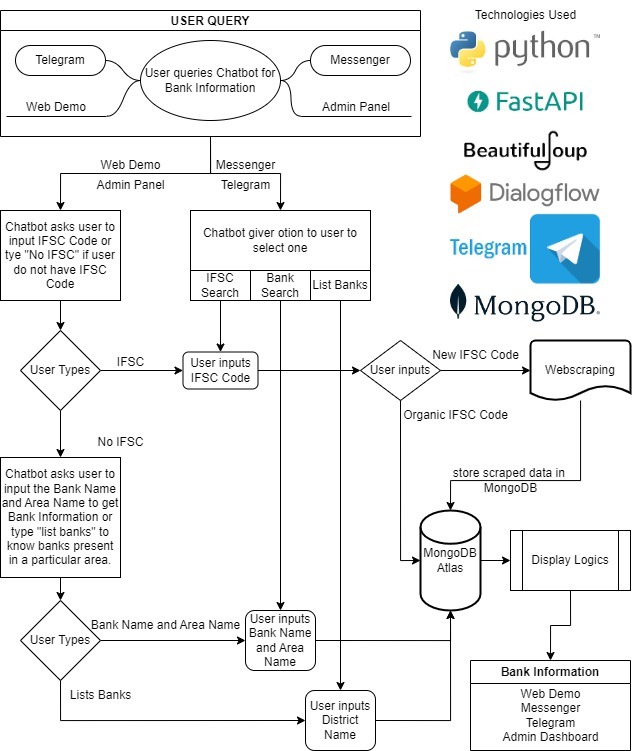 USER QUERY
Telegram
Web Demo
User queries Chatbot for
Bank Information
Messenger
Admin Panel
Technologies Used
python™
FastAPI
BeautifulSoup
Dialogflow
Telegram
MongoDB®
Web Demo
Admin Panel
Messenger
Telegram
Chatbot asks user to
input IFSC Code or
tye "No IFSC" if user
do not have IFSC
Code
Chatbot giver otion to user to
select one
IFSC
Search
Bank
Search
List Banks
User Types
IFSC
User inputs
IFSC Code
User inputs
New IFSC Code
Webscraping
Organic IFSC Code
No IFSC
Chatbot asks user to
input the Bank Name
and Area Name to get
Bank Information or
type "list banks" to
know banks present
in a particular area.
store scraped data in
MongoDB
MongoDB
Atlas
Display Logics
User Types
Bank Name and Area Name
User inputs
Bank Name
and Area
Name
Lists Banks
User inputs
District
Name
Bank Information
Web Demo
Messenger
Telegram
Admin Dashboard